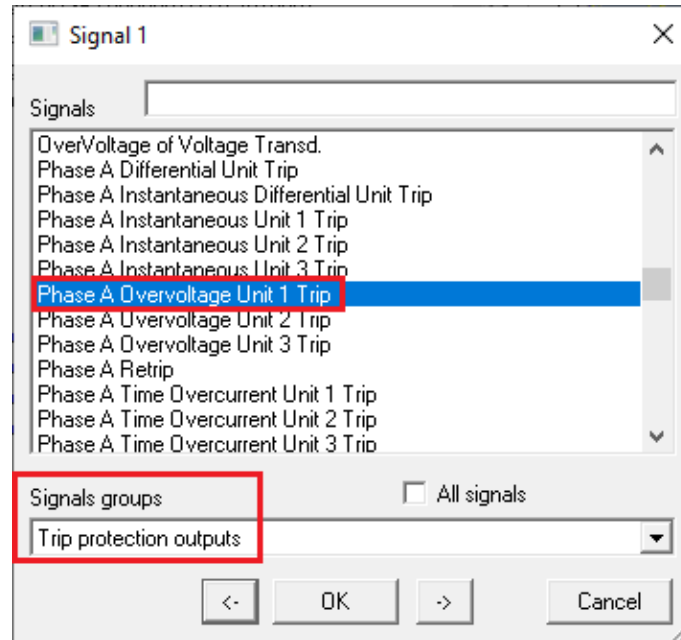 Signal 1
Signals
OverVoltage of Voltage Transd.
Phase A Differential Unit Trip
Phase A Instantaneous Differential Unit Trip
Phase A Instantaneous Unit 1 Trip
Phase A Instantaneous Unit 2 Trip
Phase A Instantaneous Unit 3 Trip
Phase A Overvoltage Unit 1 Trip
Phase A Overvoltage Unit 2 Trip
Phase A Overvoltage Unit 3 Trip
Phase A Retrip
Phase A Time Overcurrent Unit 1 Trip
Phase A Time Overcurrent Unit 2 Trip
Phase A Time Overcurrent Unit 3 Trip
Signals groups All signals
Trip protection outputs
<- OK -> Cancel